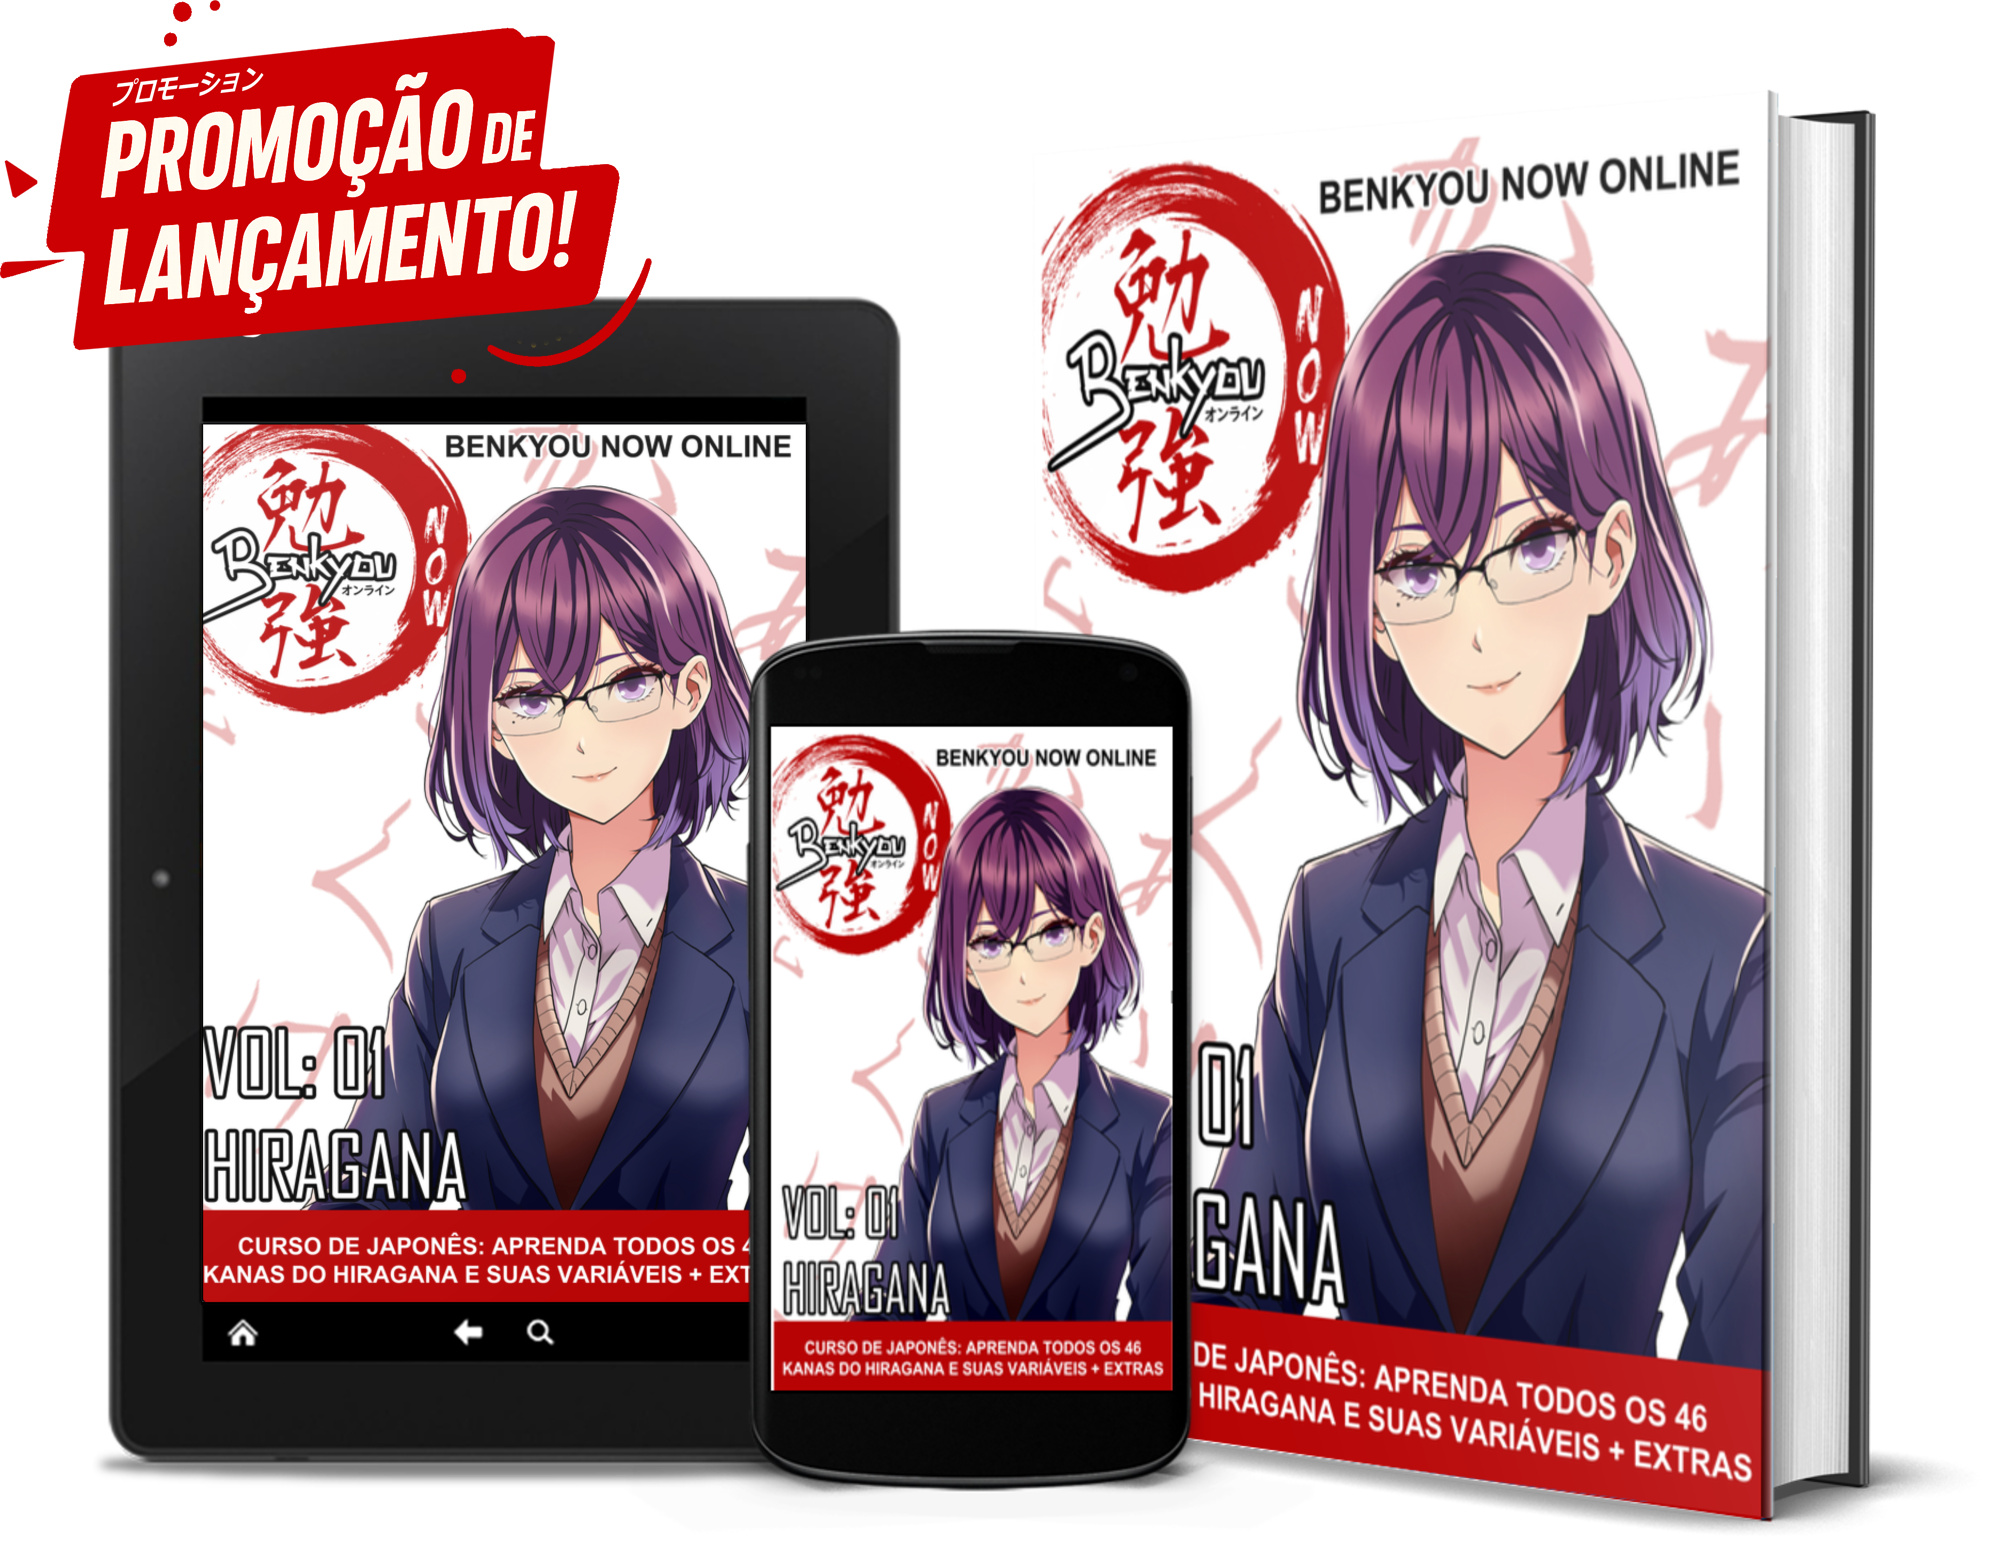 プロモーション
PROMOÇÃO DE
LANÇAMENTO!
BENKYOU NOW ONLINE
勉
BENKYOU
オンライン
強
NOW
VOL: 01
HIRAGANA
CURSO DE JAPONÊS: APRENDA TODOS OS 4
KANAS DO HIRAGANA E SUAS VARIÁVEIS + EXT
BENKYOU NOW ONLINE
勉
BENKYOU
オンライン
強
NOW
VOL: 01
HIRAGANA
CURSO DE JAPONÊS: APRENDA TODOS OS 46
KANAS DO HIRAGANA E SUAS VARIÁVEIS + EXTRAS
BENKYOU NOW ONLINE
勉
BENKYOU
オンライン
強
NOW
01
GANA
DE JAPONÊS: APRENDA TODOS OS 46
HIRAGANA E SUAS VARIÁVEIS + EXTRAS